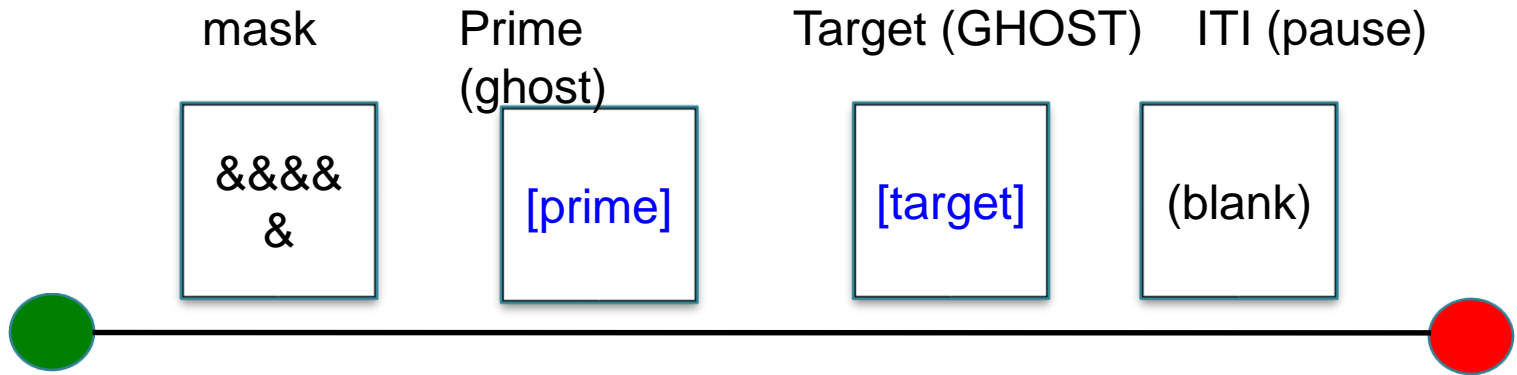 mask Prime Target (GHOST) ITI (pause)
(ghost)
&&&&
&
[prime]
[target]
(blank)